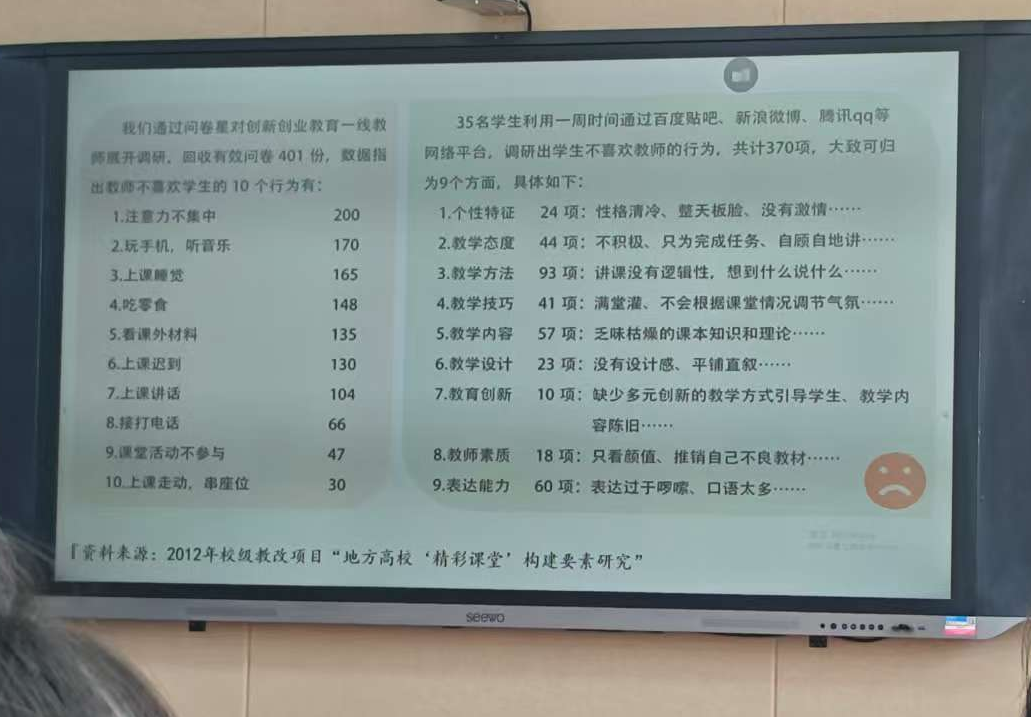 我们通过问卷星对创新创业教育一线教
师展开调研，回收有效问卷 401 份，数据指
出教师不喜欢学生的 10 个行为有：
1.注意力不集中 200
2.玩手机，听音乐 170
3.上课睡觉 165
4.吃零食 148
5.看课外材料 135
6.上课迟到 130
7.上课讲话 104
8.接打电话 66
9.课堂活动不参与 47
10.上课走动，串座位 30
35名学生利用一周时间通过百度贴吧、新浪微博、腾讯qq等
网络平台，调研出学生不喜欢教师的行为，共计370项，大致可归
为9个方面，具体如下：
1.个性特征 24 项：性格清冷、整天板脸、没有激情……
2.教学态度 44 项：不积极、只为完成任务、自顾自地讲……
3.教学方法 93 项：讲课没有逻辑性，想到什么说什么……
4.教学技巧 41 项：满堂灌、不会根据课堂情况调节气氛……
5.教学内容 57 项：乏味枯燥的课本知识和理论……
6.教学设计 23 项：没有设计感、平铺直叙……
7.教育创新 10 项：缺少多元创新的教学方式引导学生、教学内
容陈旧……
8.教师素质 18 项：只看颜值、推销自己不良教材……
9.表达能力 60 项：表达过于啰嗦、口语太多……
『资料来源：2012年校级教改项目“地方高校‘精彩课堂’构建要素研究”
seewo